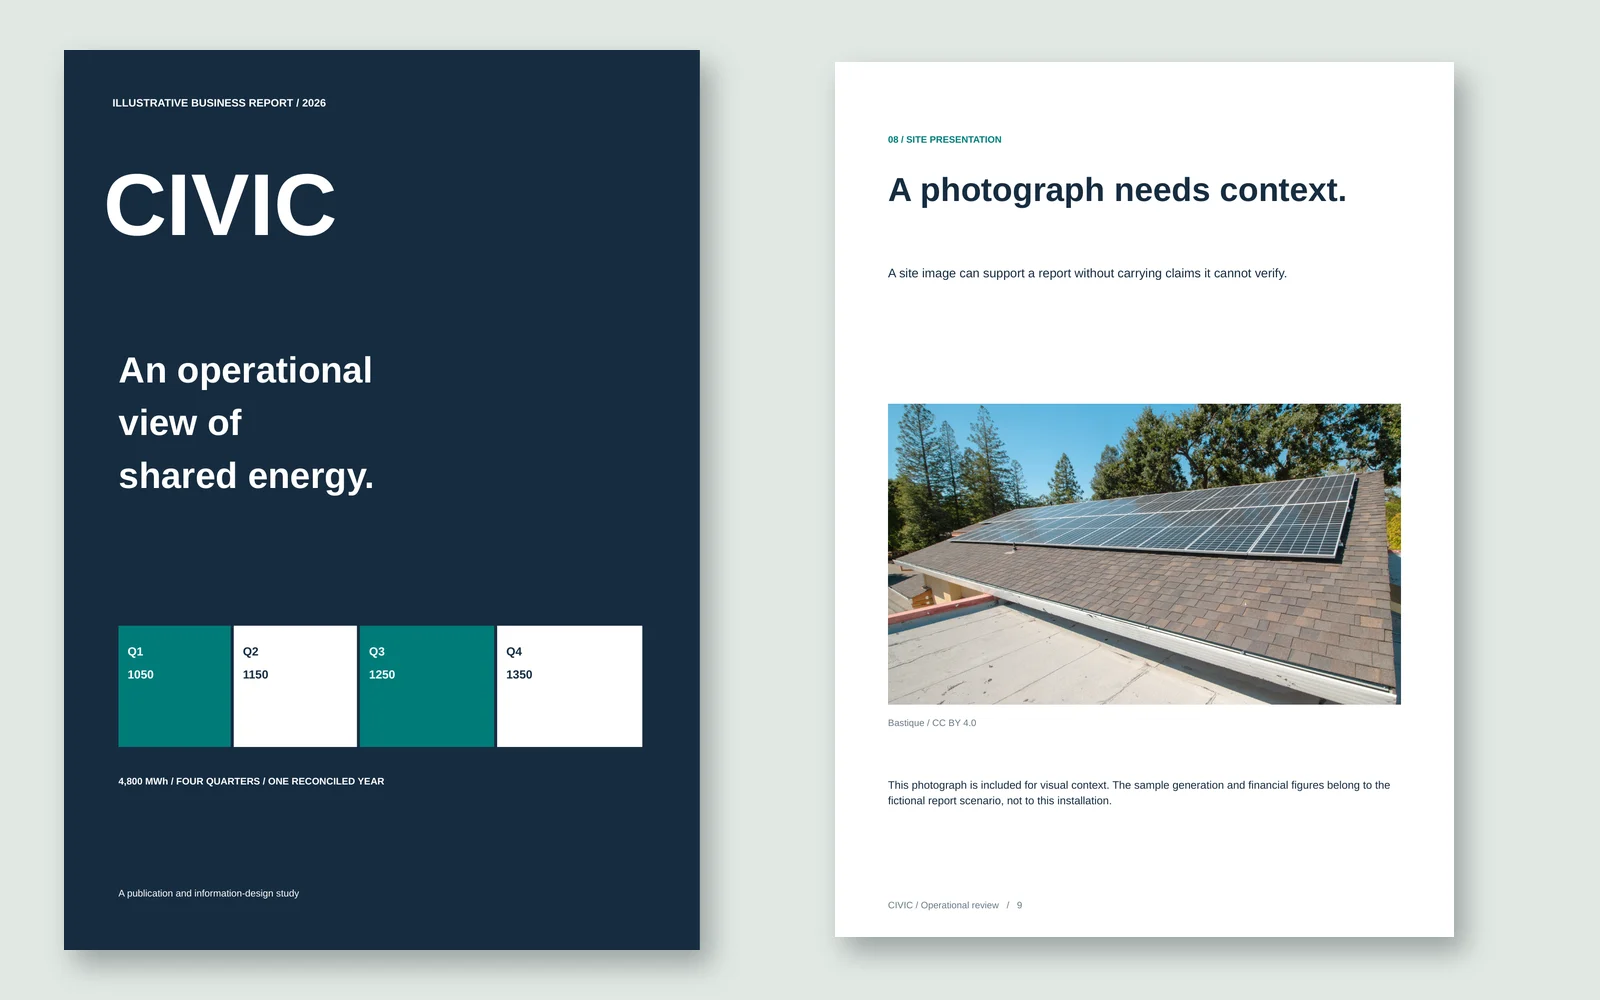 ILLUSTRATIVE BUSINESS REPORT / 2026
CIVIC
An operational
view of
shared energy.
Q1
1050
Q2
1150
Q3
1250
Q4
1350
4,800 MWh / FOUR QUARTERS / ONE RECONCILED YEAR
A publication and information-design study
08 / SITE PRESENTATION
A photograph needs context.
A site image can support a report without carrying claims it cannot verify.
Bastique / CC BY 4.0
This photograph is included for visual context. The sample generation and financial figures belong to the
fictional report scenario, not to this installation.
CIVIC / Operational review / 9